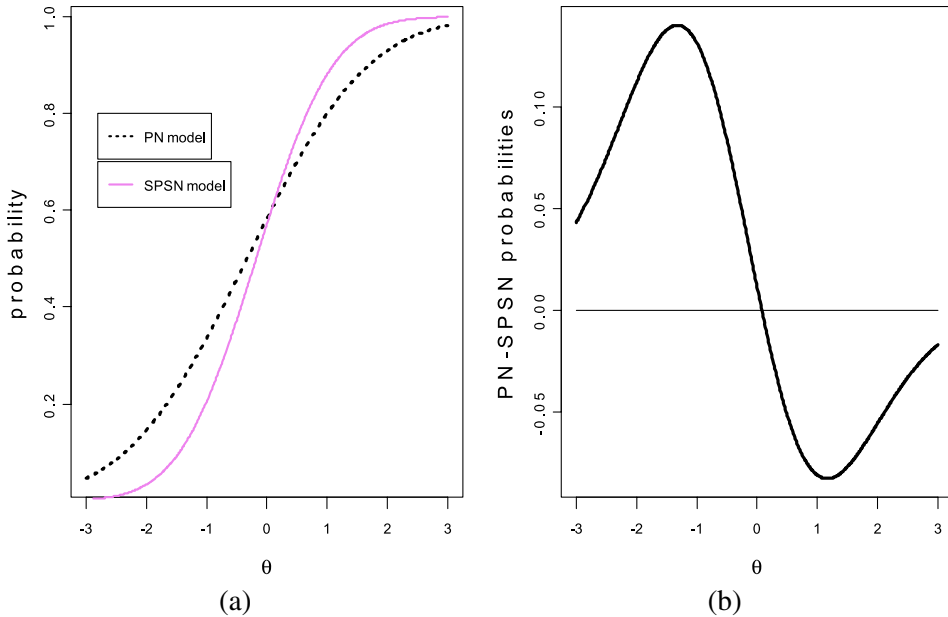 probability
1.0
0.8
0.6
0.4
0.2
PN model
SPSN model
-3 -2 -1 0 1 2 3
θ
(a)
PN-SPSN probabilities
0.10
0.05
0.00
-0.05
-3 -2 -1 0 1 2 3
θ
(b)